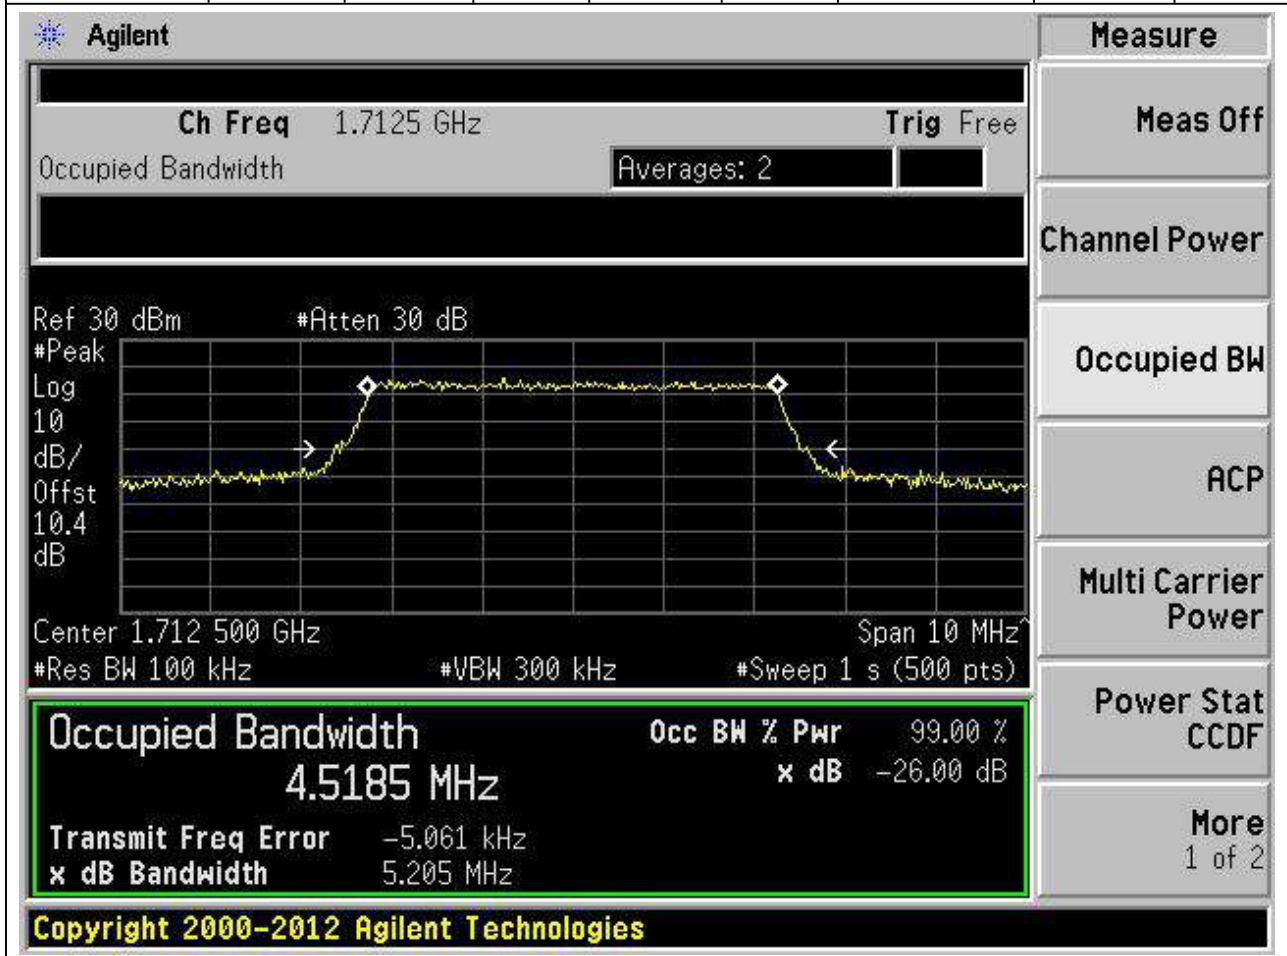 Agilent
Measure
Ch Freq 1.7125 GHz Trig Free
Occupied Bandwidth Averages: 2
Meas Off
Channel Power
Occupied BW
ACP
Multi Carrier
Power
Power Stat
CCDF
More
1 of 2
Ref 30 dBm #Atten 30 dB
#Peak
Log
10
dB/
Offst
10.4
dB
Center 1.712 500 GHz Span 10 MHz^
#Res BW 100 kHz #VBW 300 kHz #Sweep 1 s (500 pts)
Occupied Bandwidth
4.5185 MHz
Occ BW % Pwr 99.00 %
x dB -26.00 dB
Transmit Freq Error -5.061 kHz
x dB Bandwidth 5.205 MHz
Copyright 2000-2012 Agilent Technologies